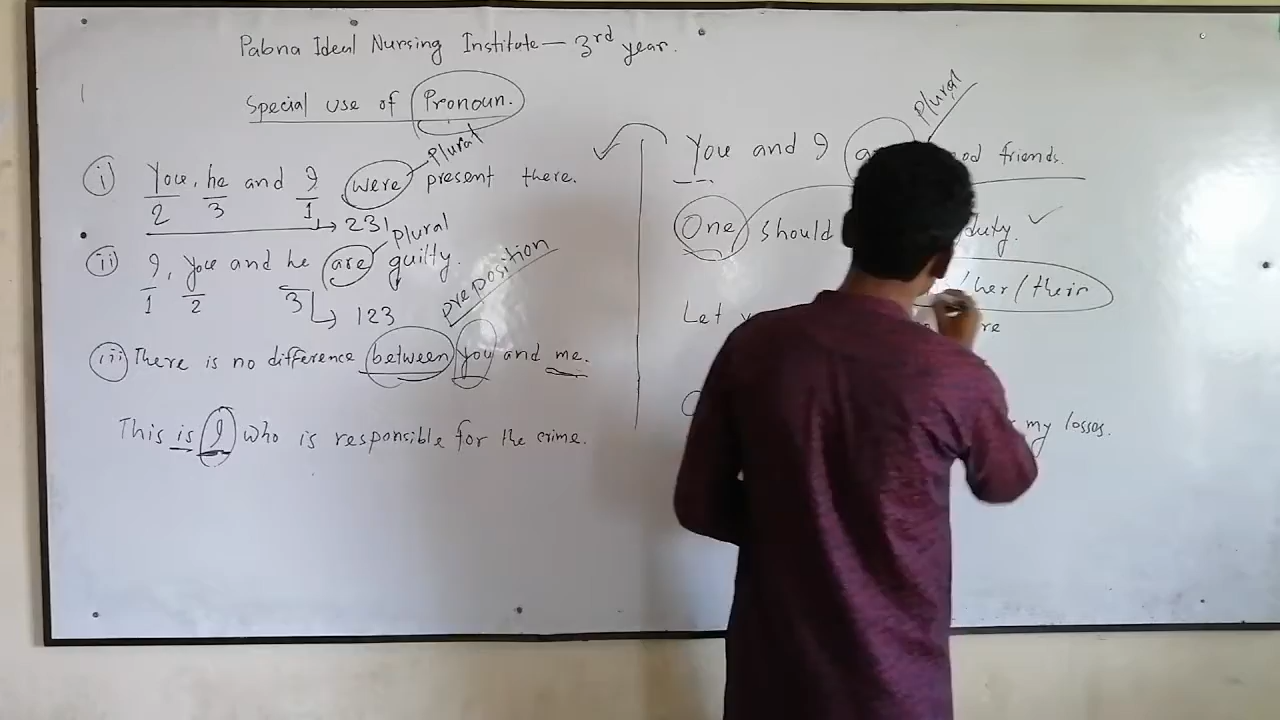 Pabna Ideal Nursing Institute — 3rd year.
Special use of Pronoun.
Plural
i) You, he and I were present there.
2 3 1 → 231
Plural
ii) I, you and he are guilty.
1 2 3 → 123
preposition
iii) There is no difference between you and me.
This is I who is responsible for the crime.
Plural
You and I friends.
One should duty. ✓
/her/their
Let
my losses.